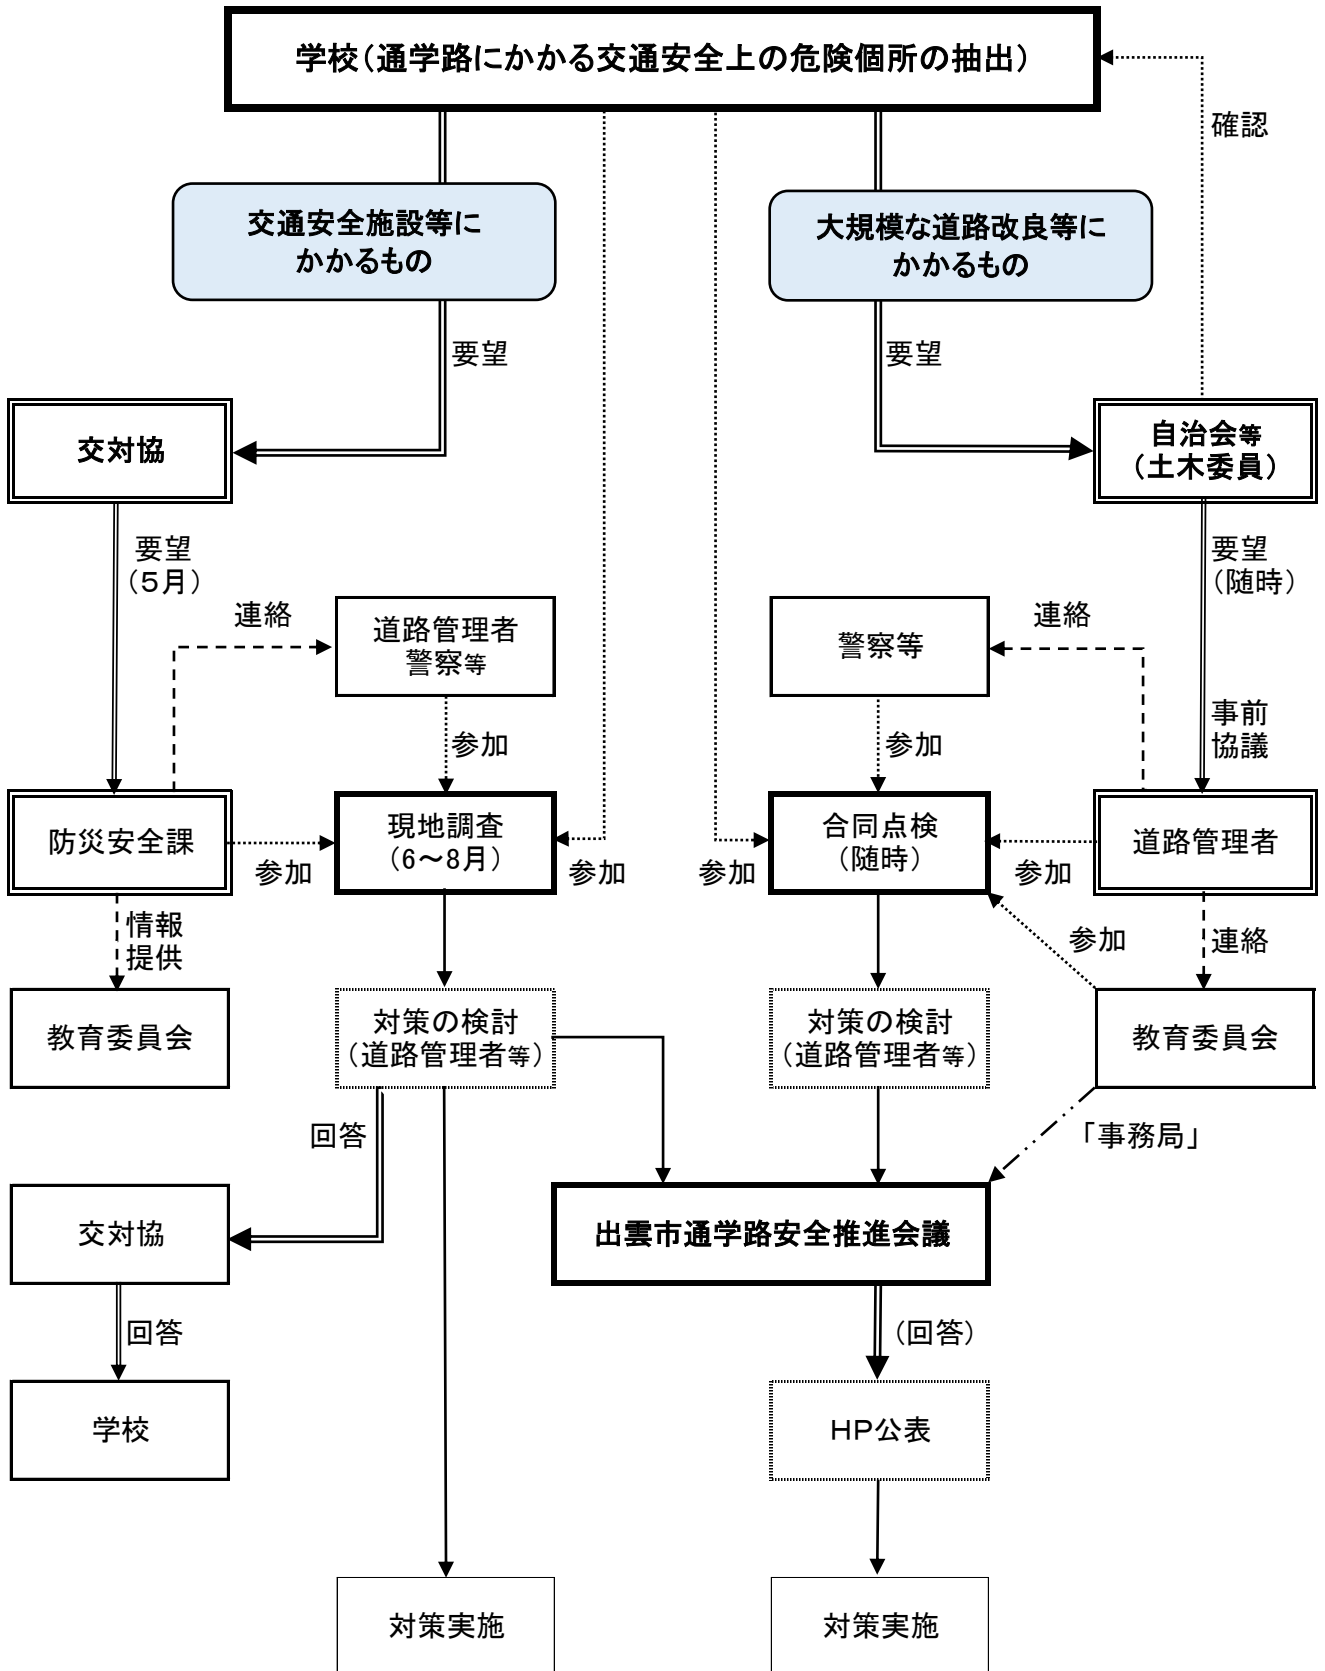 学校（通学路にかかる交通安全上の危険個所の抽出）
確認
交通安全施設等に
かかるもの
大規模な道路改良等に
かかるもの
要望
要望
交対協
自治会等
（土木委員）
要望
（5月）
要望
（随時）
連絡
道路管理者
警察等
警察等
連絡
参加
参加
事前
協議
防災安全課
参加
現地調査
（6～8月）
参加
参加
合同点検
（随時）
参加
道路管理者
情報
提供
参加
連絡
教育委員会
対策の検討
（道路管理者等）
対策の検討
（道路管理者等）
教育委員会
回答
「事務局」
交対協
出雲市通学路安全推進会議
回答
（回答）
学校
HP公表
対策実施
対策実施